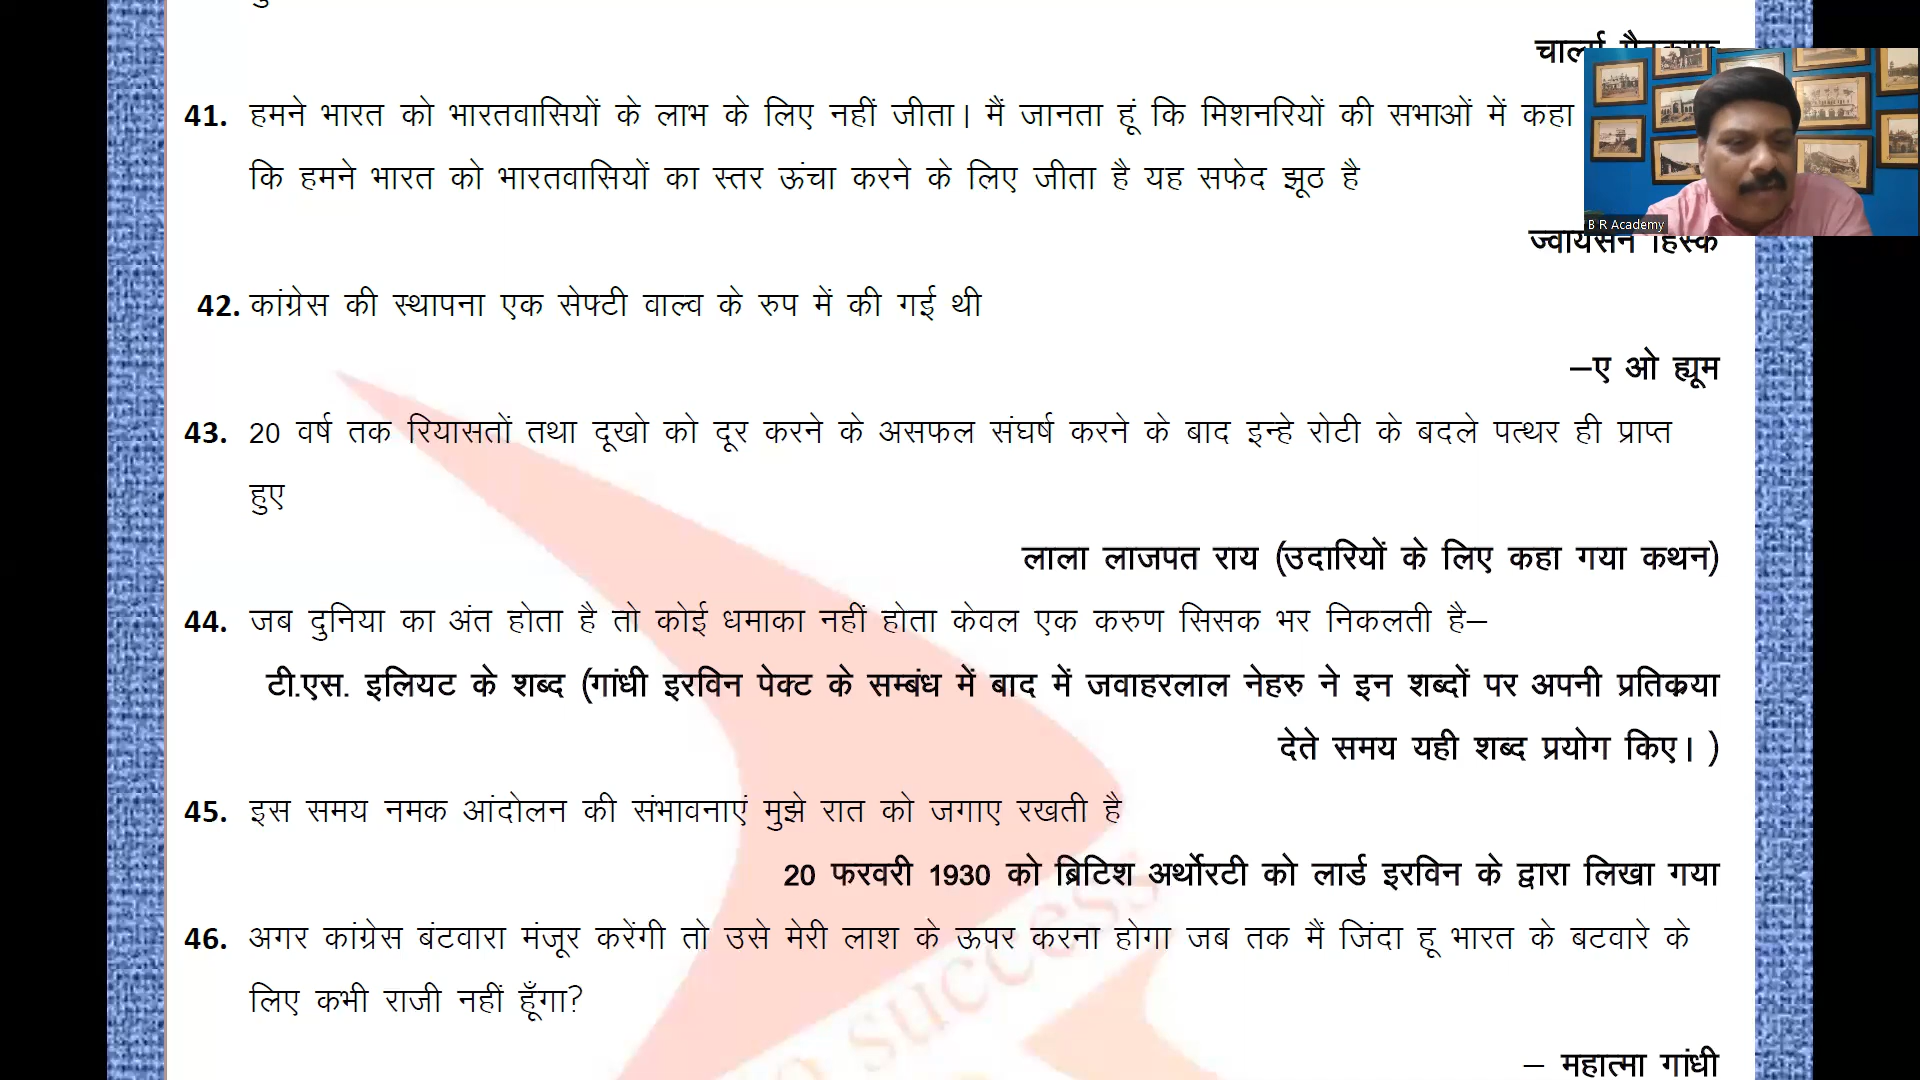 41. हमने भारत को भारतवासियों के लाभ के लिए नहीं जीता। मैं जानता हूं कि मिशनरियों की सभाओं में कहा
कि हमने भारत को भारतवासियों का स्तर ऊंचा करने के लिए जीता है यह सफेद झूठ है
B R Academy
ज्वायसन हिस्क
42. कांग्रेस की स्थापना एक सेफ्टी वाल्व के रुप में की गई थी
–ए ओ ह्यूम
43. 20 वर्ष तक रियासतों तथा दूखो को दूर करने के असफल संघर्ष करने के बाद इन्हे रोटी के बदले पत्थर ही प्राप्त
हुए
लाला लाजपत राय (उदारियों के लिए कहा गया कथन)
44. जब दुनिया का अंत होता है तो कोई धमाका नहीं होता केवल एक करुण सिसक भर निकलती है–
टी.एस. इलियट के शब्द (गांधी इरविन पेक्ट के सम्बंध में बाद में जवाहरलाल नेहरु ने इन शब्दों पर अपनी प्रतिक्रया
देते समय यही शब्द प्रयोग किए। )
45. इस समय नमक आंदोलन की संभावनाएं मुझे रात को जगाए रखती है
20 फरवरी 1930 को ब्रिटिश अर्थोरटी को लार्ड इरविन के द्वारा लिखा गया
46. अगर कांग्रेस बंटवारा मंजूर करेंगी तो उसे मेरी लाश के ऊपर करना होगा जब तक मैं जिंदा हू भारत के बटवारे के
लिए कभी राजी नहीं हूँगा?
success
– महात्मा गांधी